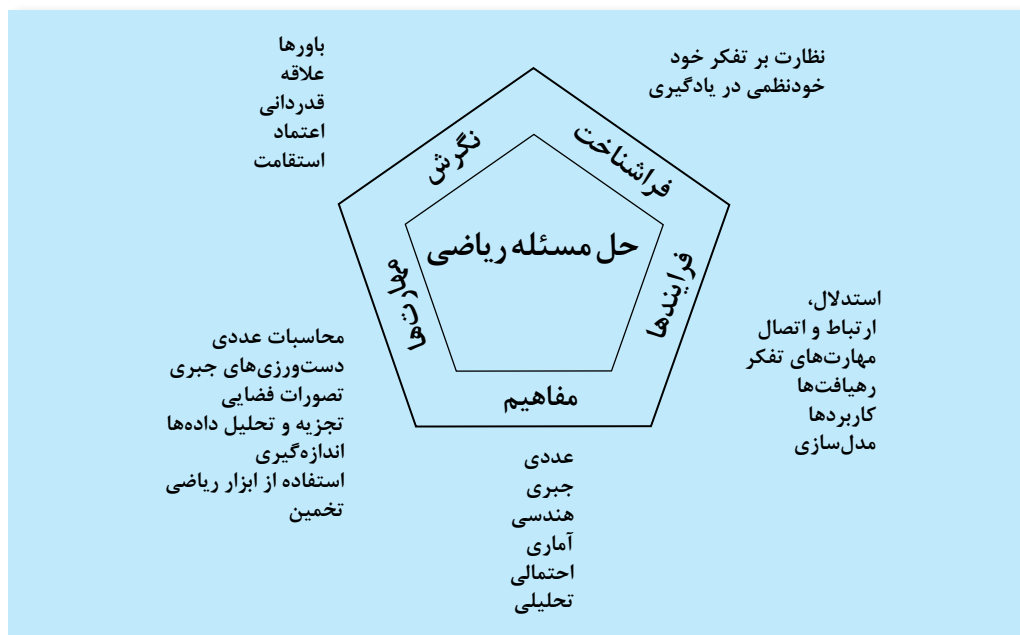 نظارت بر تفکر خود
خودنظمی در یادگیری
باورها
علاقه
قدردانی
اعتماد
استقامت
فراشناخت
نگرش
حل مسئله ریاضی
فرایندها
مهارت‌ها
مفاهیم
استدلال،
ارتباط و اتصال
مهارت‌های تفکر
رهیافت‌ها
کاربردها
مدل‌سازی
محاسبات عددی
دست‌ورزی‌های جبری
تصورات فضایی
تجزیه و تحلیل داده‌ها
اندازه‌گیری
استفاده از ابزار ریاضی
تخمین
عددی
جبری
هندسی
آماری
احتمالی
تحلیلی